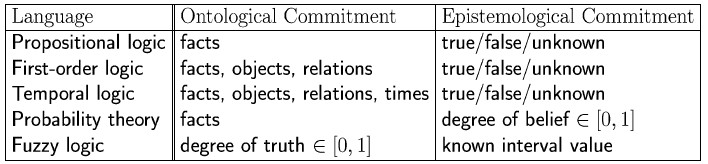 Language Ontological Commitment Epistemological Commitment
Propositional logic facts true/false/unknown
First-order logic facts, objects, relations true/false/unknown
Temporal logic facts, objects, relations, times true/false/unknown
Probability theory facts degree of belief ∈ [0, 1]
Fuzzy logic degree of truth ∈ [0, 1] known interval value